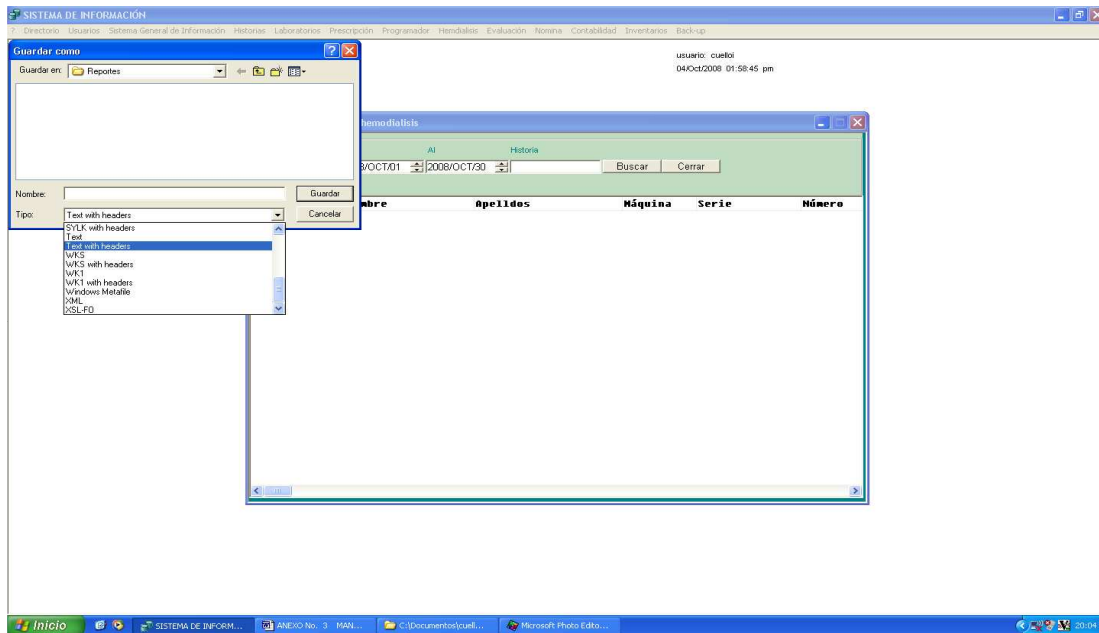 SISTEMA DE INFORMACIÓN
? Directorio Usuarios Sistema General de Información Historias Laboratorios Prescripción Programador Hemdialisis Evaluación Nomina Contabilidad Inventarios Back-up
Guardar como
usuario: cuelloi
04/Oct/2008 01:58:45 pm
Guardar en: Reportes
hemodialisis
Al Historia
/OCT/01 2008/OCT/30 Buscar Cerrar
Nombre: Guardar
mbre Apelldos Máquina Serie Número
Tipo: Text with headers Cancelar
SYLK with headers
Text
Text with headers
WKS
WKS with headers
WK1
WK1 with headers
Windows Metafile
XML
XSL-FO
Inicio SISTEMA DE INFORM... ANEXO No. 3 MAN... C:\Documentos\cuell... Microsoft Photo Edito... 20:04